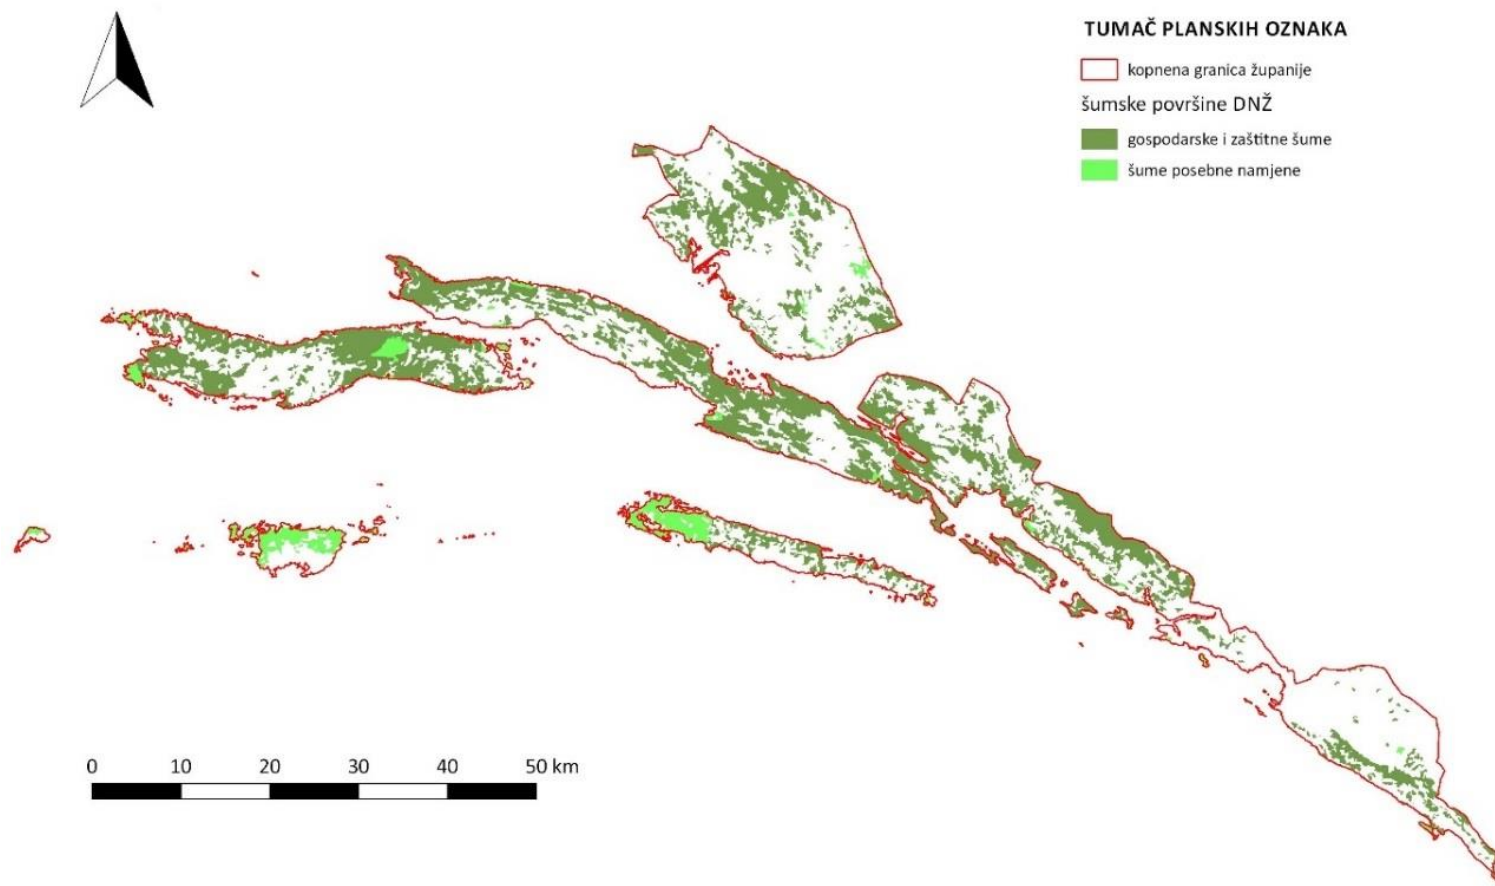 TUMAČ PLANSKIH OZNAKA
kopnena granica županije
šumske površine DNŽ
gospodarske i zaštitne šume
šume posebne namjene
0 10 20 30 40 50 km